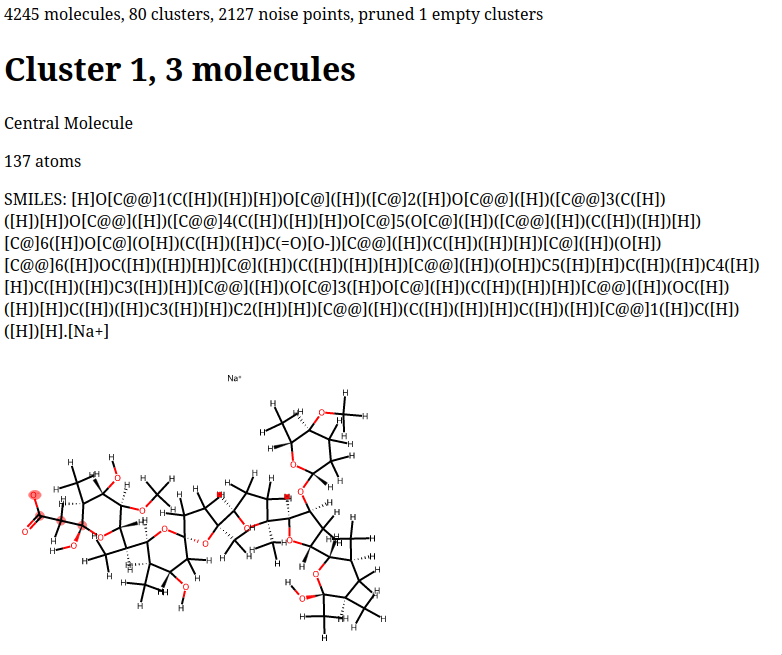 4245 molecules, 80 clusters, 2127 noise points, pruned 1 empty clusters
Cluster 1, 3 molecules
Central Molecule
137 atoms
SMILES: [H]O[C@@]1(C([H])([H])[H])O[C@]([H])([C@]2([H])O[C@@]([H])([C@@]3(C([H])
([H])[H])O[C@@]([H])([C@@]4(C([H])([H])[H])O[C@]5(O[C@]([H])([C@@]([H])(C([H])([H])[H])
[C@]6([H])O[C@](O[H])(C([H])([H])C(=O)[O-])[C@@]([H])(C([H])([H])[H])[C@]([H])(O[H])
[C@@]6([H])OC([H])([H])[H])[C@]([H])(C([H])([H])[H])[C@@]([H])(O[H])C5([H])[H])C([H])([H])C4([H])
[H])C([H])([H])C3([H])[H])[C@@]([H])(O[C@]3([H])O[C@]([H])(C([H])([H])[H])[C@@]([H])(OC([H])
([H])[H])C([H])([H])C3([H])[H])C2([H])[H])[C@@]([H])(C([H])([H])[H])C([H])([H])[C@@]1([H])C([H])
([H])[H].[Na+]
Na+